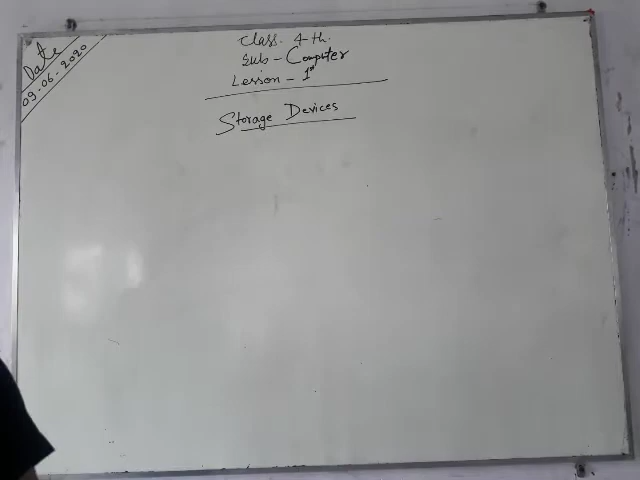 Date
09-06-2020
Class. 4th.
Sub - Computer
Lesson - 1st
Storage Devices